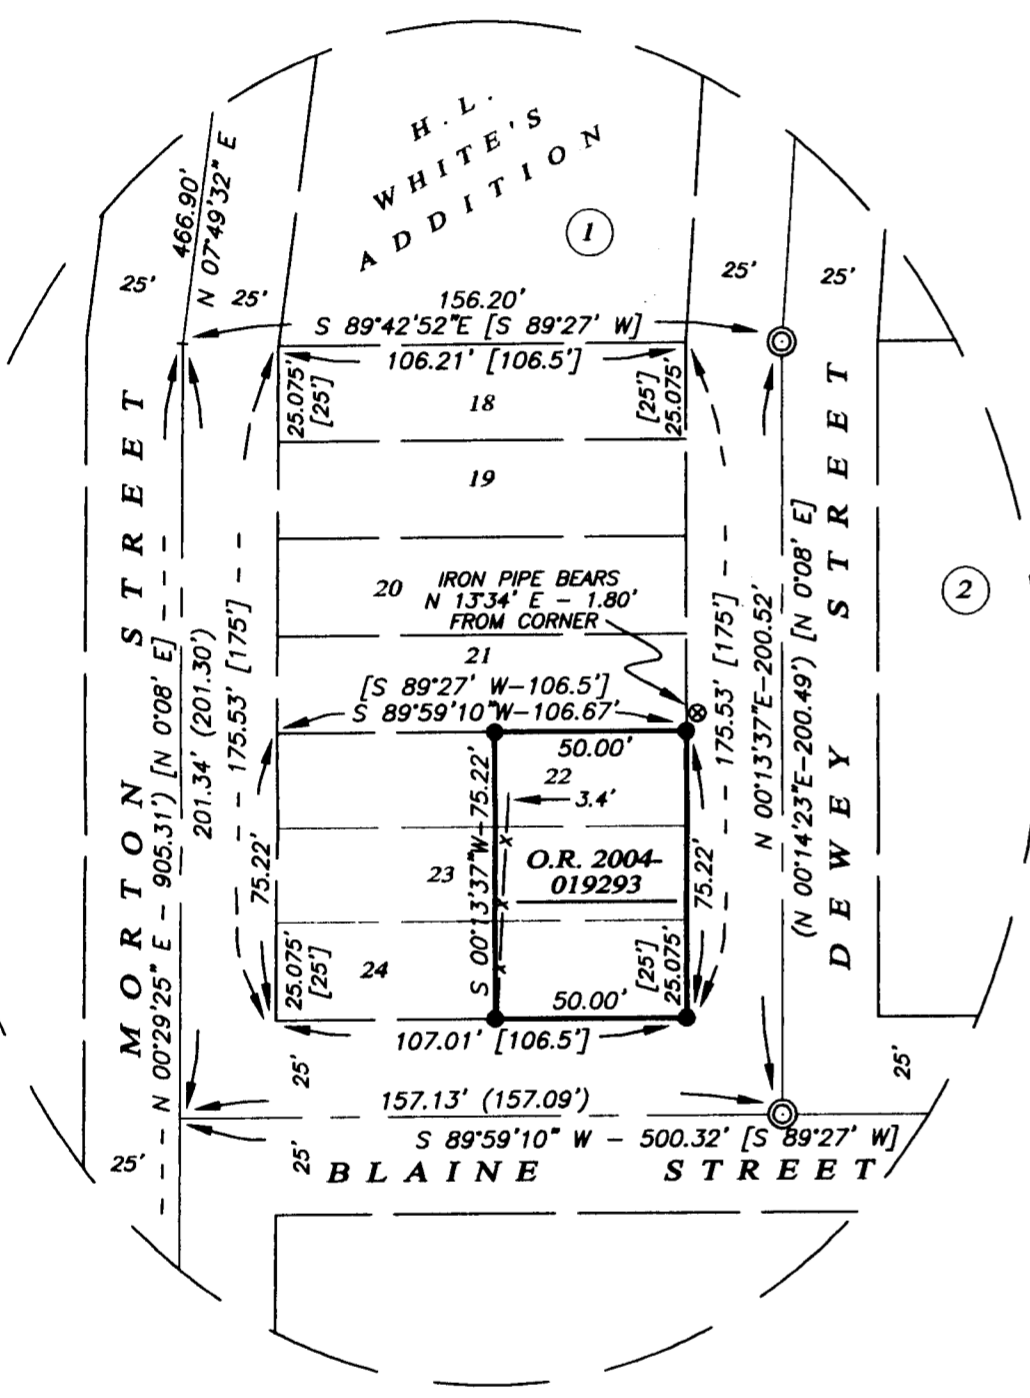 H. L.
WHITE'S
ADDITION
1
466.90'
N 07°49'32" E
25'
25'
25'
25'
156.20'
S 89°42'52"E [S 89°27' W]
106.21' [106.5']
25.075'
[25']
18
[25']
25.075'
19
20
IRON PIPE BEARS
N 13°34' E - 1.80'
FROM CORNER
21
[S 89°27' W-106.5']
S 89°59'10"W-106.67'
50.00'
22
3.4'
S 00°13'37"W-75.22'
23
O.R. 2004-
019293
75.22'
75.22'
25.075'
[25']
24
[25']
25.075'
50.00'
107.01' [106.5']
MORTON STREET
N 00°29'25" E - 905.31') [N 0°08' E]
201.34' (201.30')
175.53' [175']
175.53' [175']
N 00°13'37"E-200.52'
(N 00°14'23"E-200.49') [N 0°08' E]
DEWEY STREET
2
25'
25'
157.13' (157.09')
S 89°59'10" W - 500.32' [S 89°27' W]
25'
25'
BLAINE STREET
x
x
x